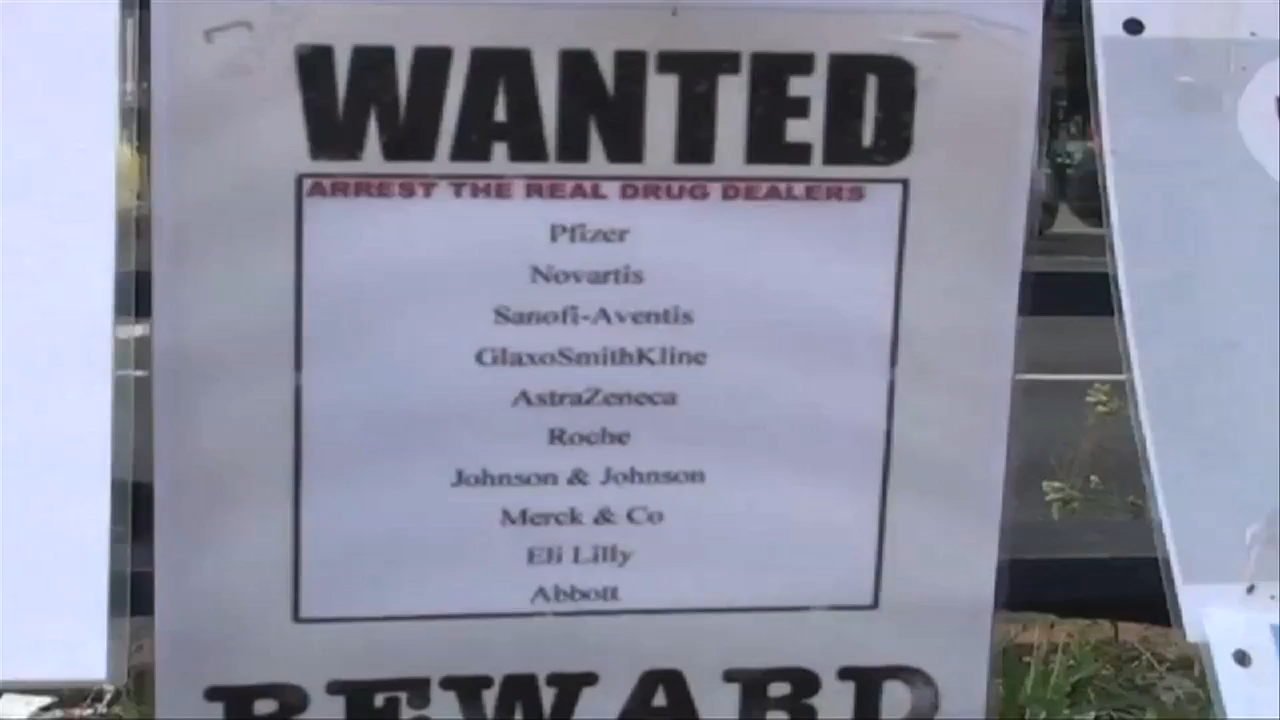 WANTED
ARREST THE REAL DRUG DEALERS
Pfizer
Novartis
Sanofi-Aventis
GlaxoSmithKline
AstraZeneca
Roche
Johnson & Johnson
Merck & Co
Eli Lilly
Abbott
REWARD